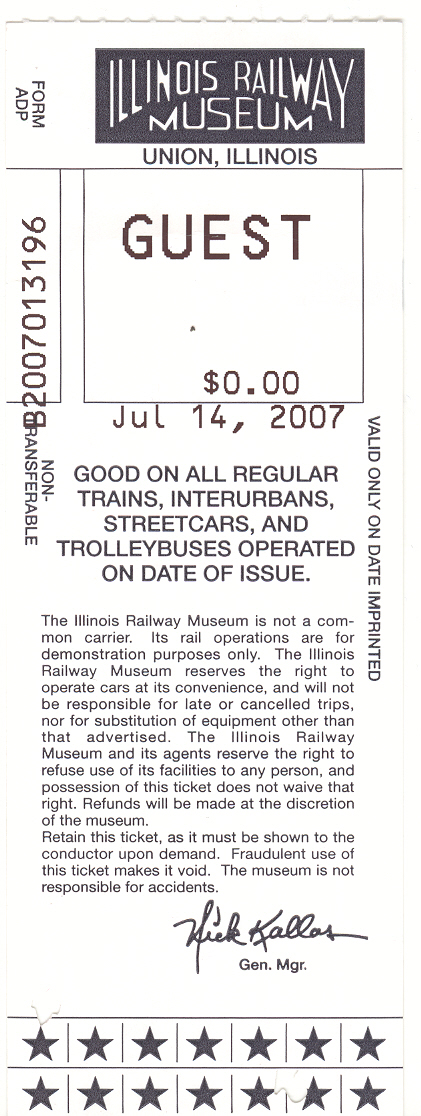 FORM
ADP
ILLINOIS RAILWAY
MUSEUM
UNION, ILLINOIS
GUEST
$0.00
B2007013196
Jul 14, 2007
NON-
TRANSFERABLE
VALID ONLY ON DATE IMPRINTED
GOOD ON ALL REGULAR
TRAINS, INTERURBANS,
STREETCARS, AND
TROLLEYBUSES OPERATED
ON DATE OF ISSUE.
The Illinois Railway Museum is not a com-
mon carrier. Its rail operations are for
demonstration purposes only. The Illinois
Railway Museum reserves the right to
operate cars at its convenience, and will not
be responsible for late or cancelled trips,
nor for substitution of equipment other than
that advertised. The Illinois Railway
Museum and its agents reserve the right to
refuse use of its facilities to any person, and
possession of this ticket does not waive that
right. Refunds will be made at the discretion
of the museum.
Retain this ticket, as it must be shown to the
conductor upon demand. Fraudulent use of
this ticket makes it void. The museum is not
responsible for accidents.
Nick Kallas
Gen. Mgr.